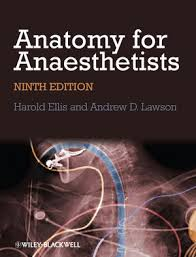 Anatomy for
Anaesthetists
NINTH EDITION
Harold Ellis and Andrew D. Lawson
WILEY-BLACKWELL